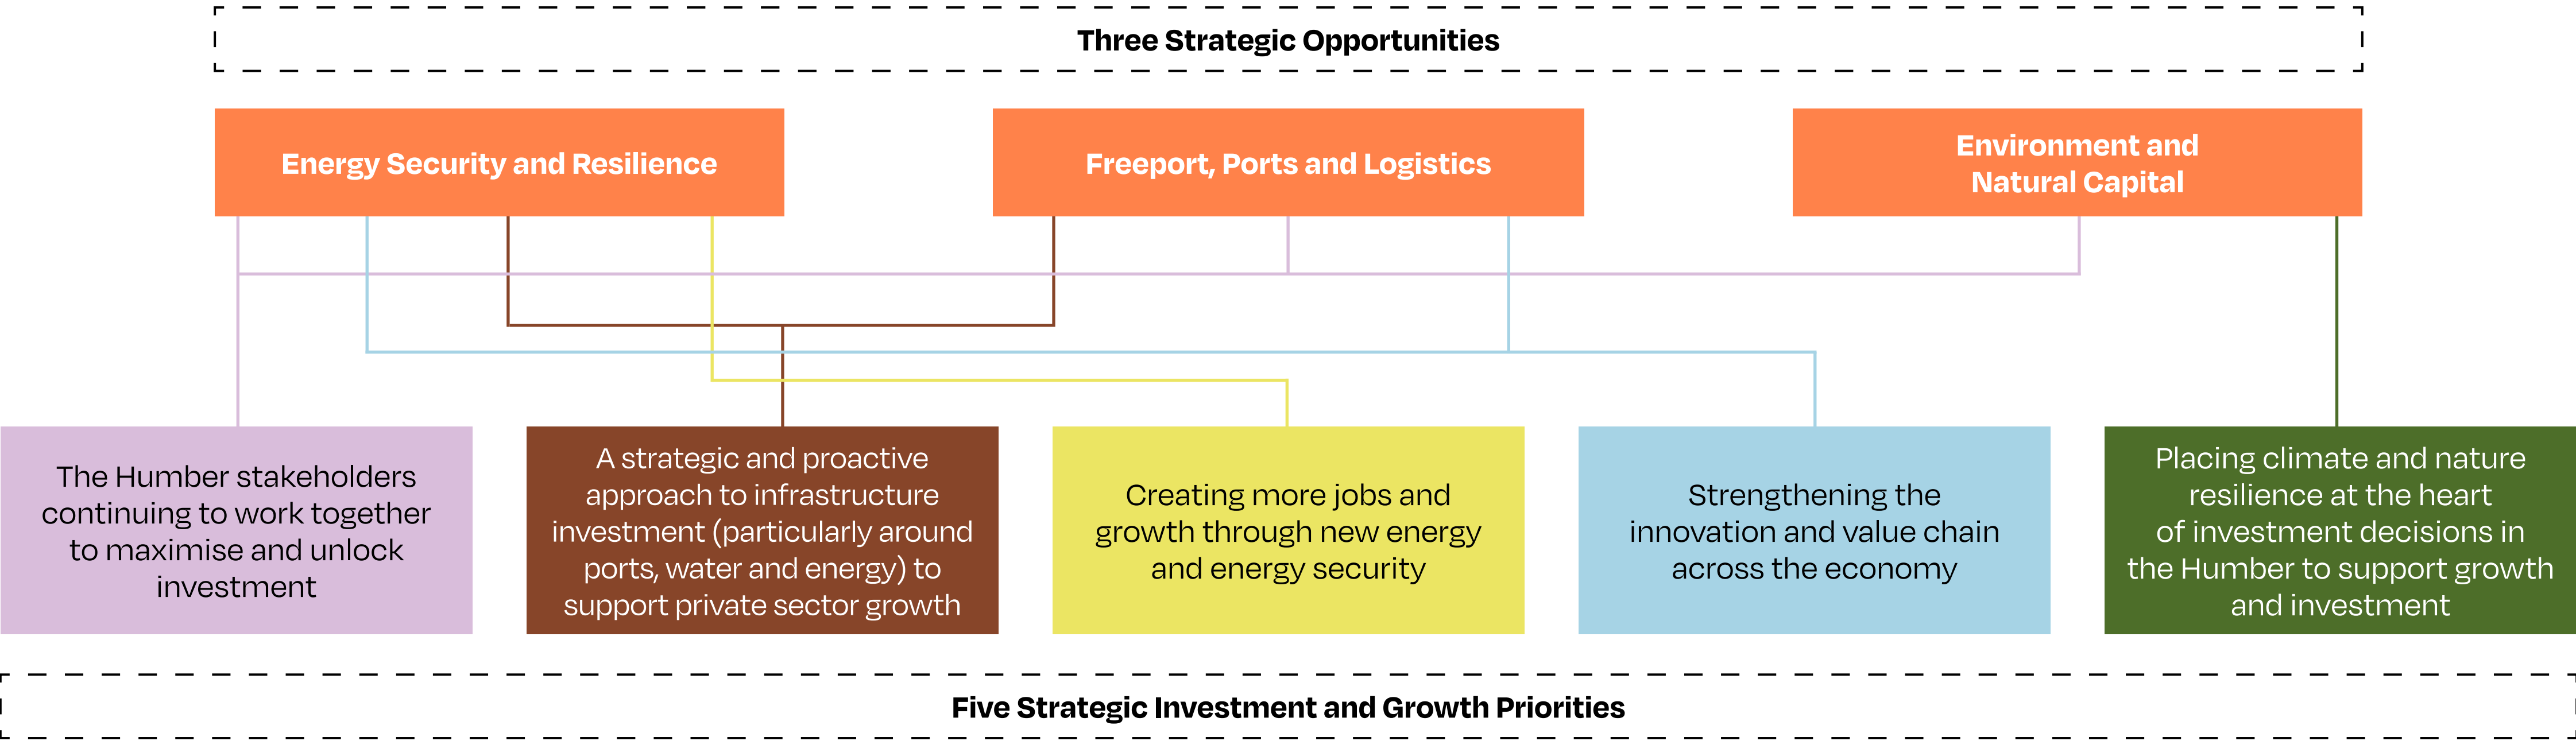 Three Strategic Opportunities
Energy Security and Resilience
Freeport, Ports and Logistics
Environment and
Natural Capital
The Humber stakeholders
continuing to work together
to maximise and unlock
investment
A strategic and proactive
approach to infrastructure
investment (particularly around
ports, water and energy) to
support private sector growth
Creating more jobs and
growth through new energy
and energy security
Strengthening the
innovation and value chain
across the economy
Placing climate and nature
resilience at the heart
of investment decisions in
the Humber to support growth
and investment
Five Strategic Investment and Growth Priorities